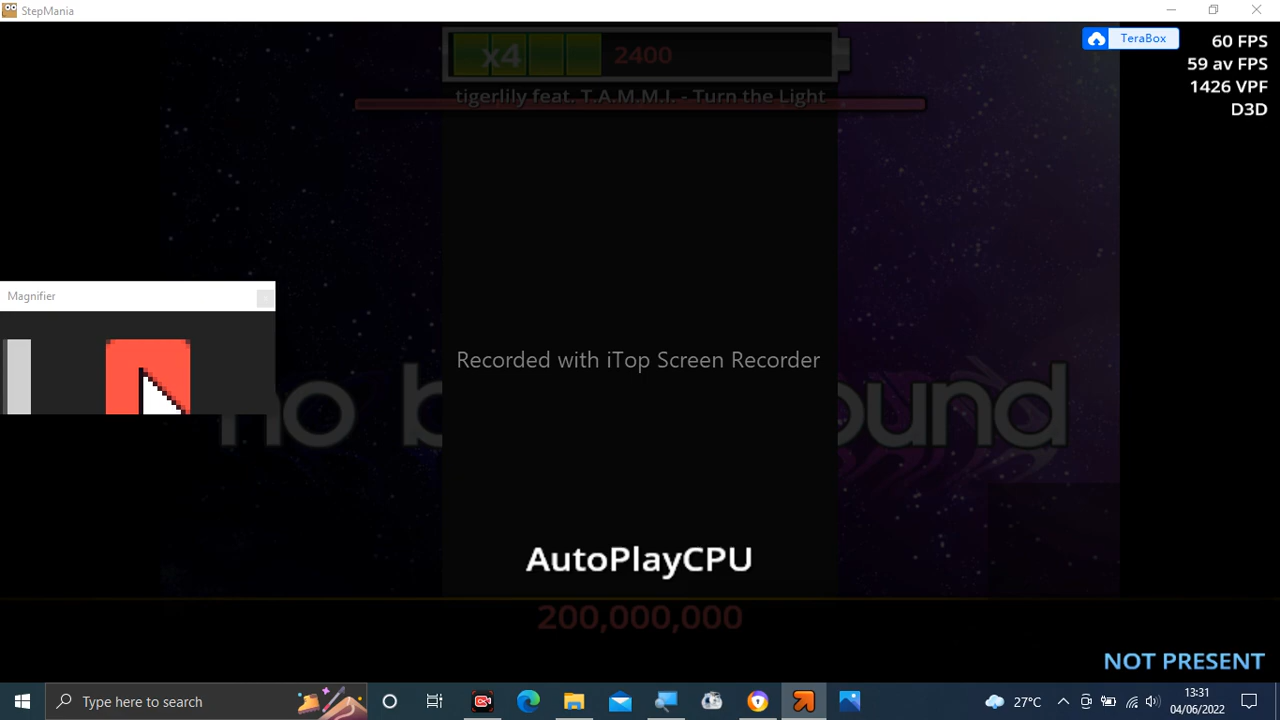 StepMania
x4 2400
TeraBox
60 FPS
59 av FPS
1426 VPF
D3D
tigerlily feat. T.A.M.M.I. - Turn the Light
Magnifier
Recorded with iTop Screen Recorder
no b ound
AutoPlayCPU
200,000,000
NOT PRESENT
Type here to search
27°C
13:31
04/06/2022